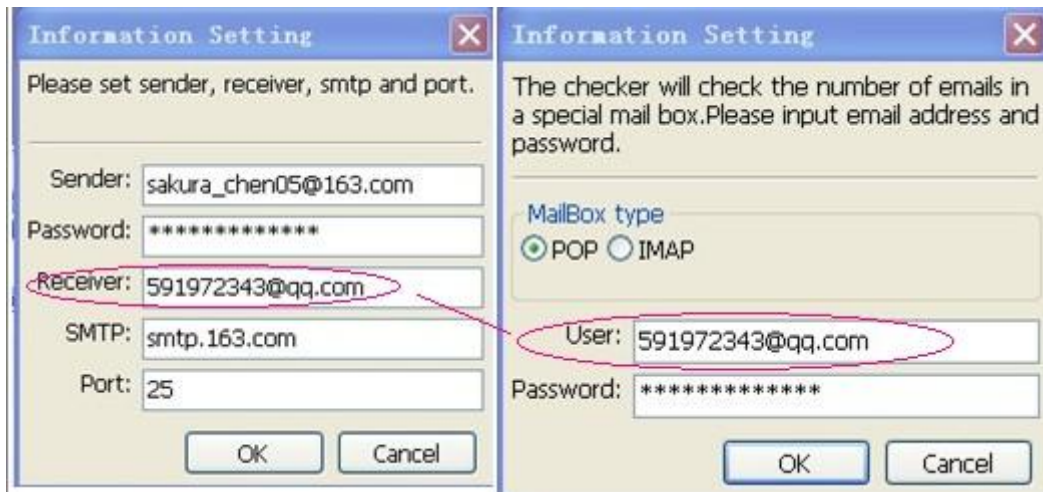 Information Setting
Please set sender, receiver, smtp and port.
Sender: sakura_chen05@163.com
Password: *************
Receiver: 591972343@qq.com
SMTP: smtp.163.com
Port: 25
OK Cancel
Information Setting
The checker will check the number of emails in
a special mail box.Please input email address and
password.
MailBox type
POP IMAP
User: 591972343@qq.com
Password: *************
OK Cancel